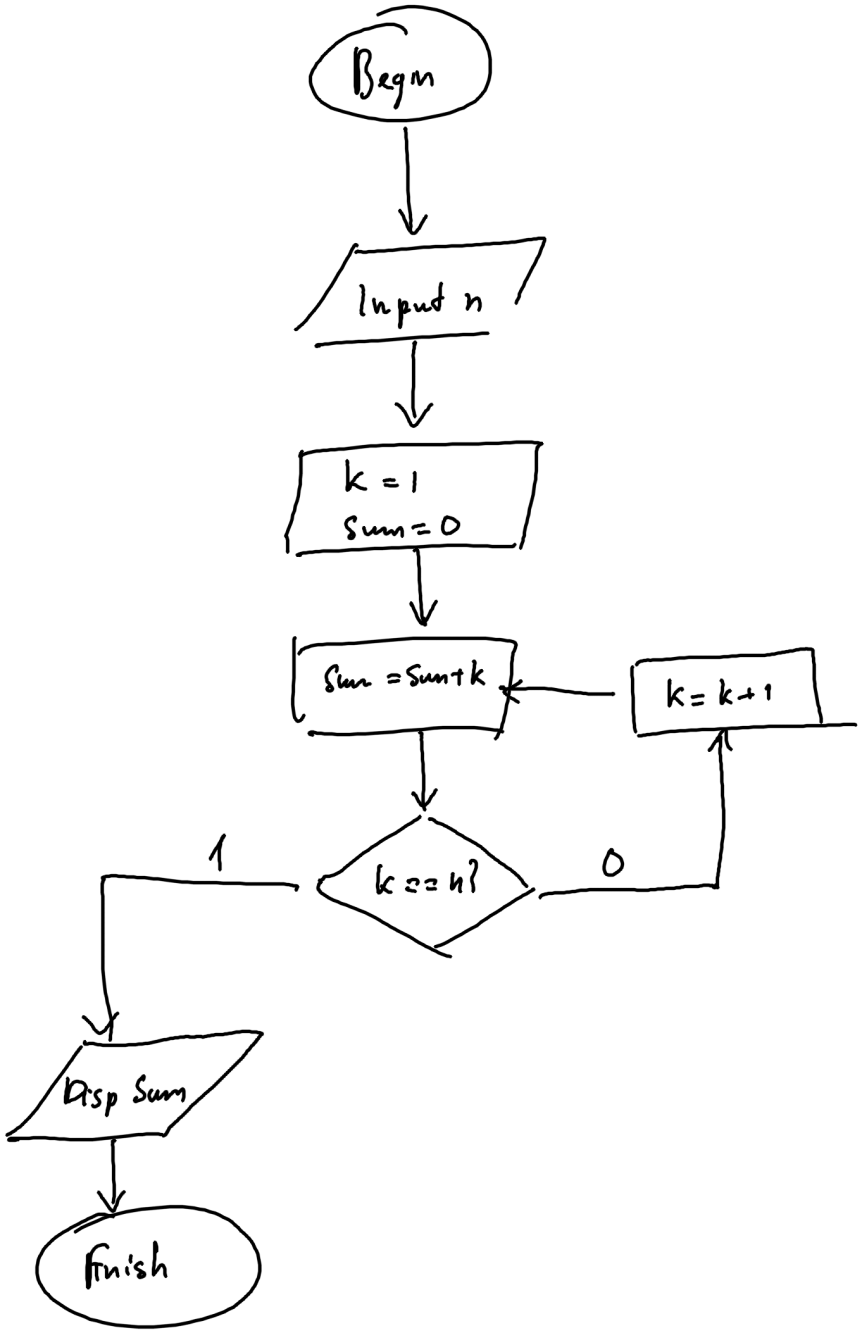 Begin
Input n
k = 1
Sum = 0
Sum = Sum + k
k = k + 1
k == n?
1
0
Disp Sum
Finish